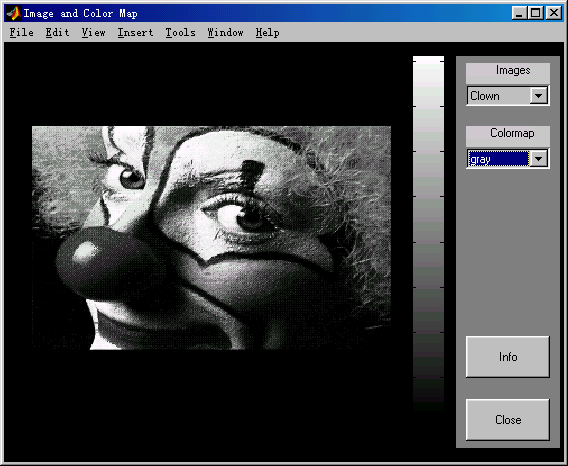 Image and Color Map
File Edit View Insert Tools Window Help
Images
Clown
Colormap
gray
Info
Close